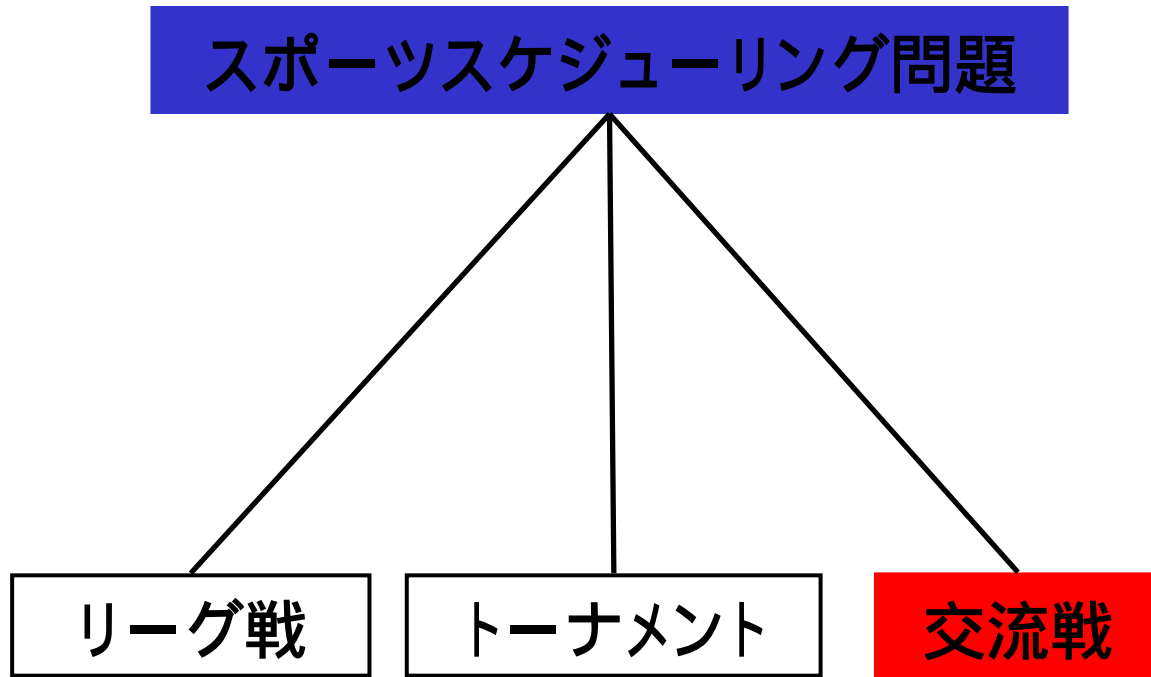 スポーツスケジューリング問題
リーグ戦
トーナメント
交流戦